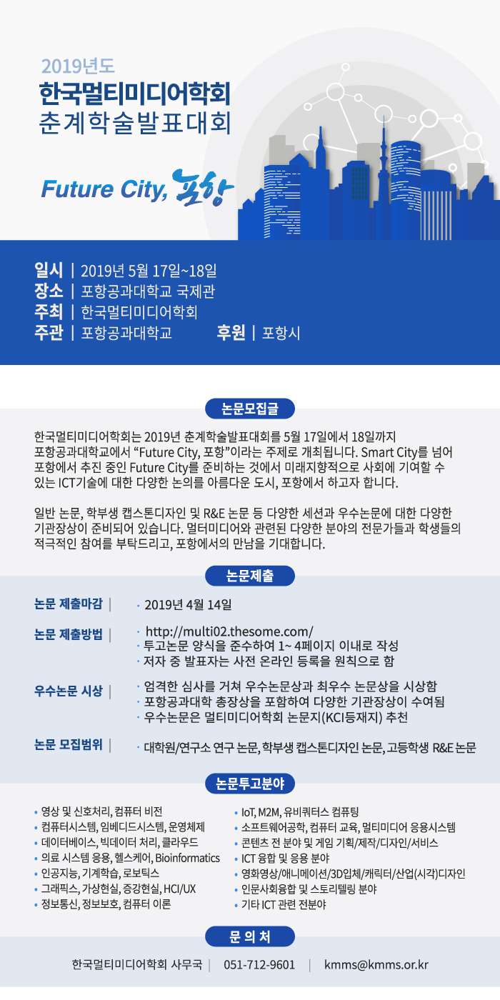 2019년도
한국멀티미디어학회
춘계학술발표대회
Future City, 포항
일시 | 2019년 5월 17일~18일
장소 | 포항공과대학교 국제관
주최 | 한국멀티미디어학회
주관 | 포항공과대학교 후원 | 포항시
논문모집글
한국멀티미디어학회는 2019년 춘계학술발표대회를 5월 17일에서 18일까지
포항공과대학교에서 “Future City, 포항”이라는 주제로 개최됩니다. Smart City를 넘어
포항에서 추진 중인 Future City를 준비하는 것에서 미래지향적으로 사회에 기여할 수
있는 ICT기술에 대한 다양한 논의를 아름다운 도시, 포항에서 하고자 합니다.
일반 논문, 학부생 캡스톤디자인 및 R&E 논문 등 다양한 세션과 우수논문에 대한 다양한
기관장상이 준비되어 있습니다. 멀터미디어와 관련된 다양한 분야의 전문가들과 학생들의
적극적인 참여를 부탁드리고, 포항에서의 만남을 기대합니다.
논문제출
논문 제출마감 | · 2019년 4월 14일
논문 제출방법 | · http://multi02.thesome.com/
· 투고논문 양식을 준수하여 1~ 4페이지 이내로 작성
· 저자 중 발표자는 사전 온라인 등록을 원칙으로 함
우수논문 시상 | · 엄격한 심사를 거쳐 우수논문상과 최우수 논문상을 시상함
· 포항공과대학 총장상을 포함하여 다양한 기관장상이 수여됨
· 우수논문은 멀티미디어학회 논문지(KCI등재지) 추천
논문 모집범위 | · 대학원/연구소 연구 논문, 학부생 캡스톤디자인 논문, 고등학생 R&E 논문
논문투고분야
• 영상 및 신호처리, 컴퓨터 비전
• 컴퓨터시스템, 임베디드시스템, 운영체제
• 데이터베이스, 빅데이터 처리, 클라우드
• 의료 시스템 응용, 헬스케어, Bioinformatics
• 인공지능, 기계학습, 로보틱스
• 그래픽스, 가상현실, 증강현실, HCI/UX
• 정보통신, 정보보호, 컴퓨터 이론
• IoT, M2M, 유비쿼터스 컴퓨팅
• 소프트웨어공학, 컴퓨터 교육, 멀티미디어 응용시스템
• 콘텐츠 전 분야 및 게임 기획/제작/디자인/서비스
• ICT 융합 및 응용 분야
• 영화영상/애니메이션/3D입체/캐릭터/산업(시각)디자인
• 인문사회융합 및 스토리텔링 분야
• 기타 ICT 관련 전분야
문 의 처
한국멀티미디어학회 사무국 | 051-712-9601 | kmms@kmms.or.kr